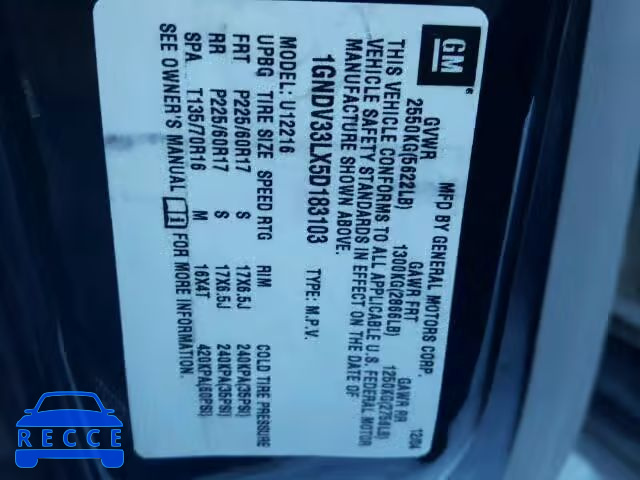 GM
MFD BY GENERAL MOTORS CORP.
12/04
GVWR GAWR FRT GAWR RR
2550KG(5622LB) 1300KG(2866LB) 1250KG(2756LB)
THIS VEHICLE CONFORMS TO ALL APPLICABLE U.S. FEDERAL MOTOR
VEHICLE SAFETY STANDARDS IN EFFECT ON THE DATE OF
MANUFACTURE SHOWN ABOVE.
1GNDV33LX5D183103 TYPE: M.P.V.
MODEL: U12216
UPBG TIRE SIZE SPEED RTG RIM COLD TIRE PRESSURE
FRT P225/60R17 S 17X6.5J 240KPA(35PSI)
RR P225/60R17 S 17X6.5J 240KPA(35PSI)
SPA T135/70R16 M 16X4T 420KPA(60PSI)
SEE OWNER'S MANUAL FOR MORE INFORMATION.
RECCE